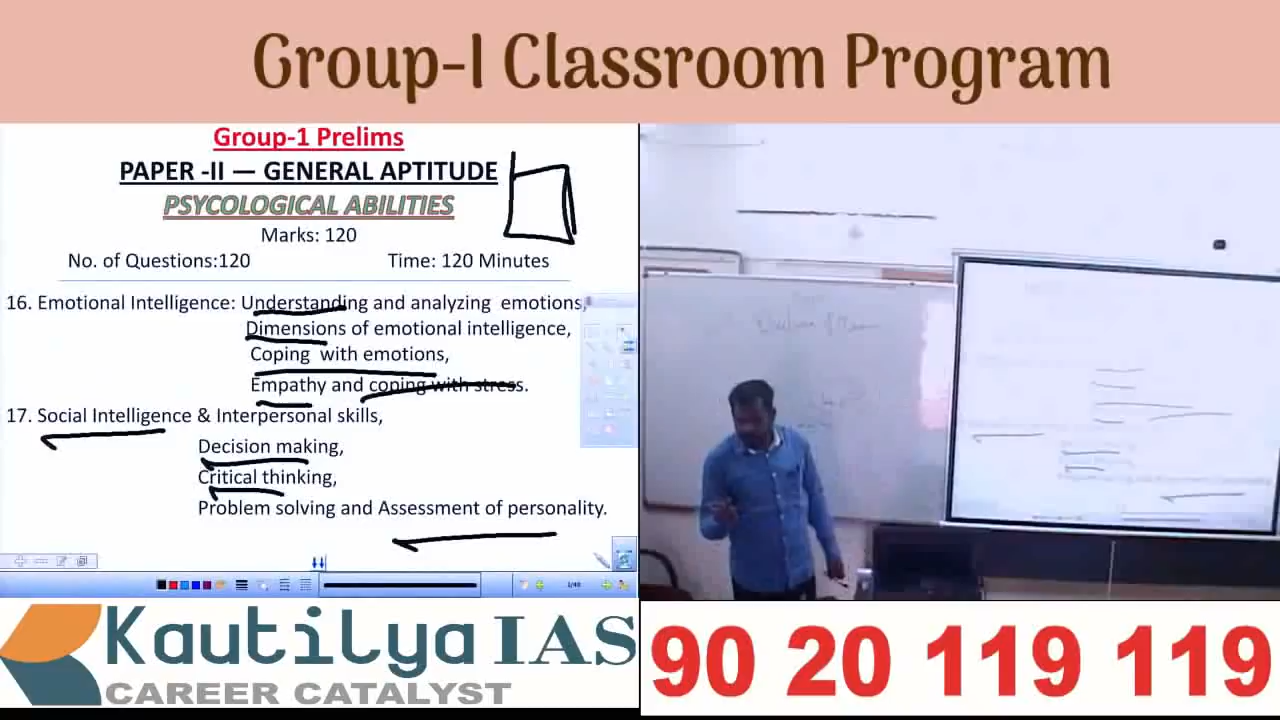 Group-I Classroom Program
Group-1 Prelims
PAPER -II — GENERAL APTITUDE
PSYCOLOGICAL ABILITIES
Marks: 120
No. of Questions:120 Time: 120 Minutes
16. Emotional Intelligence: Understanding and analyzing emotions,
Dimensions of emotional intelligence,
Coping with emotions,
Empathy and coping with stress.
17. Social Intelligence & Interpersonal skills,
Decision making,
Critical thinking,
Problem solving and Assessment of personality.
1/40
Kautilya IAS
CAREER CATALYST
90 20 119 119